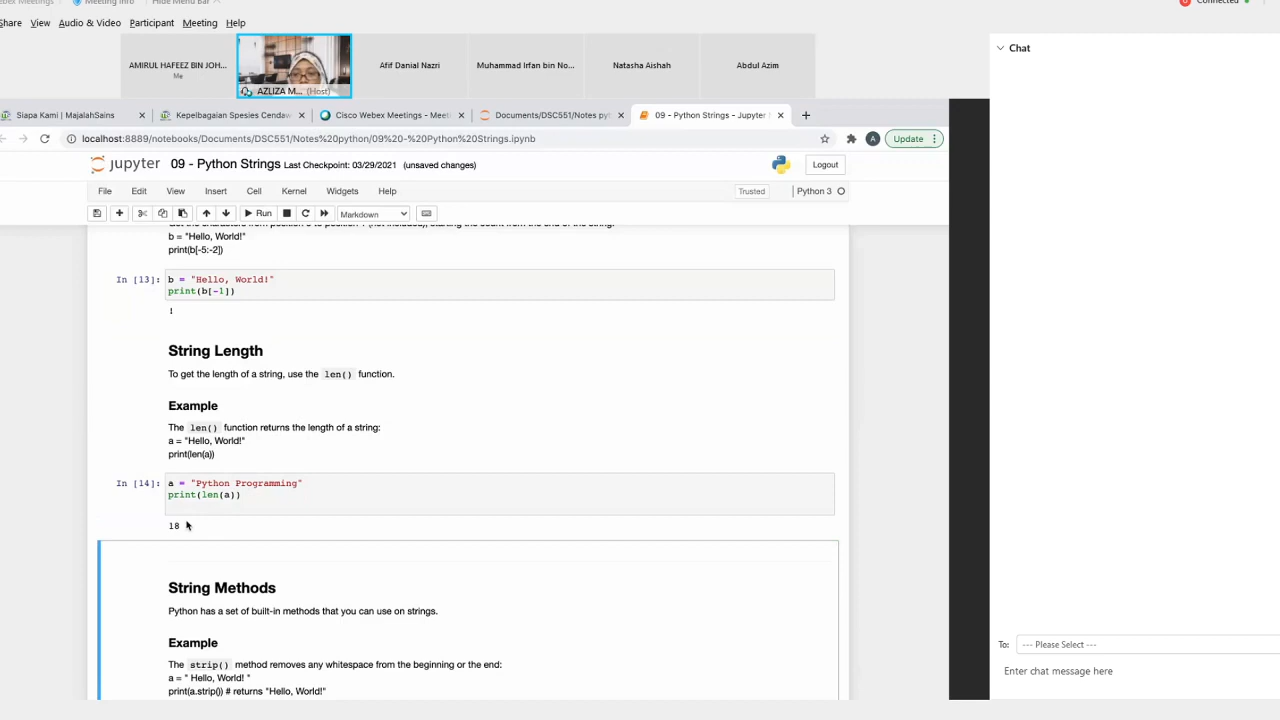 Meeting Info
Hide Menu Bar
Connected
Share View Audio & Video Participant Meeting Help
Chat
AMIRUL HAFEEZ BIN JOH...
Me
AZLIZA M... (Host)
Afif Danial Nazri
Muhammad Irfan bin No...
Natasha Aishah
Abdul Azim
Siapa Kami | MajalahSains
Kepelbagaian Spesies Cendaw
Cisco Webex Meetings - Meeti
Documents/DSC551/Notes pyt
09 - Python Strings - Jupyter
localhost:8889/notebooks/Documents/DSC551/Notes%20python/09%20-%20Python%20Strings.ipynb
A
Update
jupyter 09 - Python Strings Last Checkpoint: 03/29/2021 (unsaved changes)
Logout
File Edit View Insert Cell Kernel Widgets Help
Trusted
Python 3
Run
Markdown
b = "Hello, World!"
print(b[-5:-2])
In [13]: b = "Hello, World!"
print(b[-1])
!
String Length
To get the length of a string, use the len() function.
Example
The len() function returns the length of a string:
a = "Hello, World!"
print(len(a))
In [14]: a = "Python Programming"
print(len(a))
18
String Methods
Python has a set of built-in methods that you can use on strings.
Example
The strip() method removes any whitespace from the beginning or the end:
a = " Hello, World! "
print(a.strip()) # returns "Hello, World!"
To: --- Please Select ---
Enter chat message here